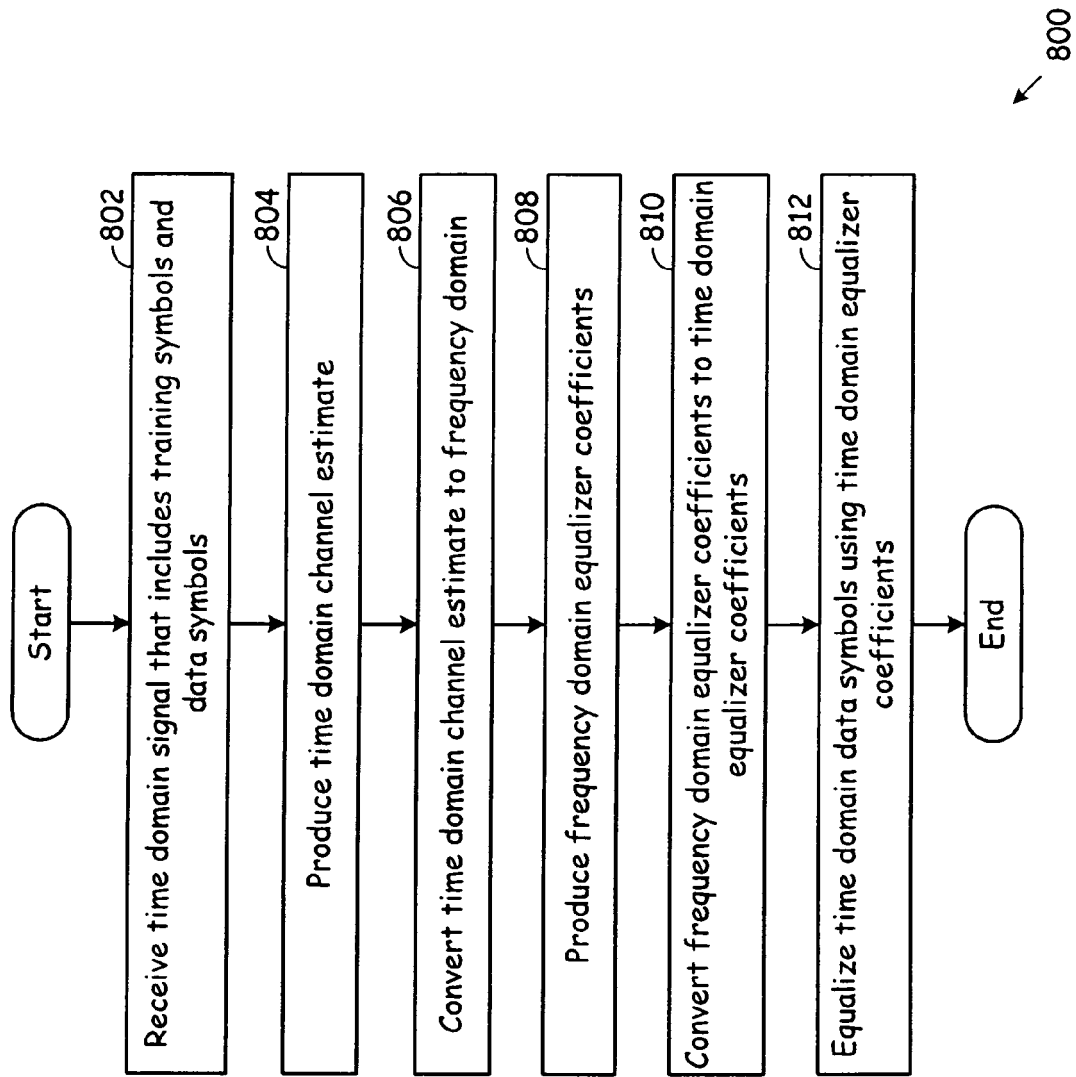 Start
802
Receive time domain signal that includes training symbols and
data symbols
804
Produce time domain channel estimate
806
Convert time domain channel estimate to frequency domain
808
Produce frequency domain equalizer coefficients
810
Convert frequency domain equalizer coefficients to time domain
equalizer coefficients
812
Equalize time domain data symbols using time domain equalizer
coefficients
End
800